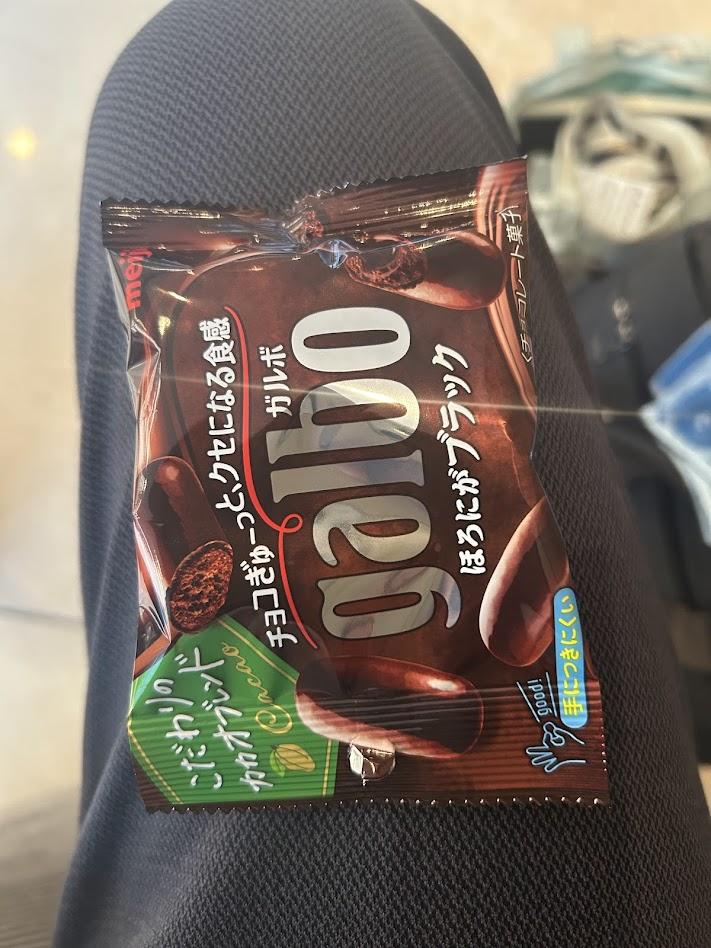 meiji
チョコぎゅーっと、クセになる食感
ガルボ
galbo
ほろにがブラック
〈チョコレート菓子〉
こだわりの
カカオブレンド
Cacao
good!
手につきにくい